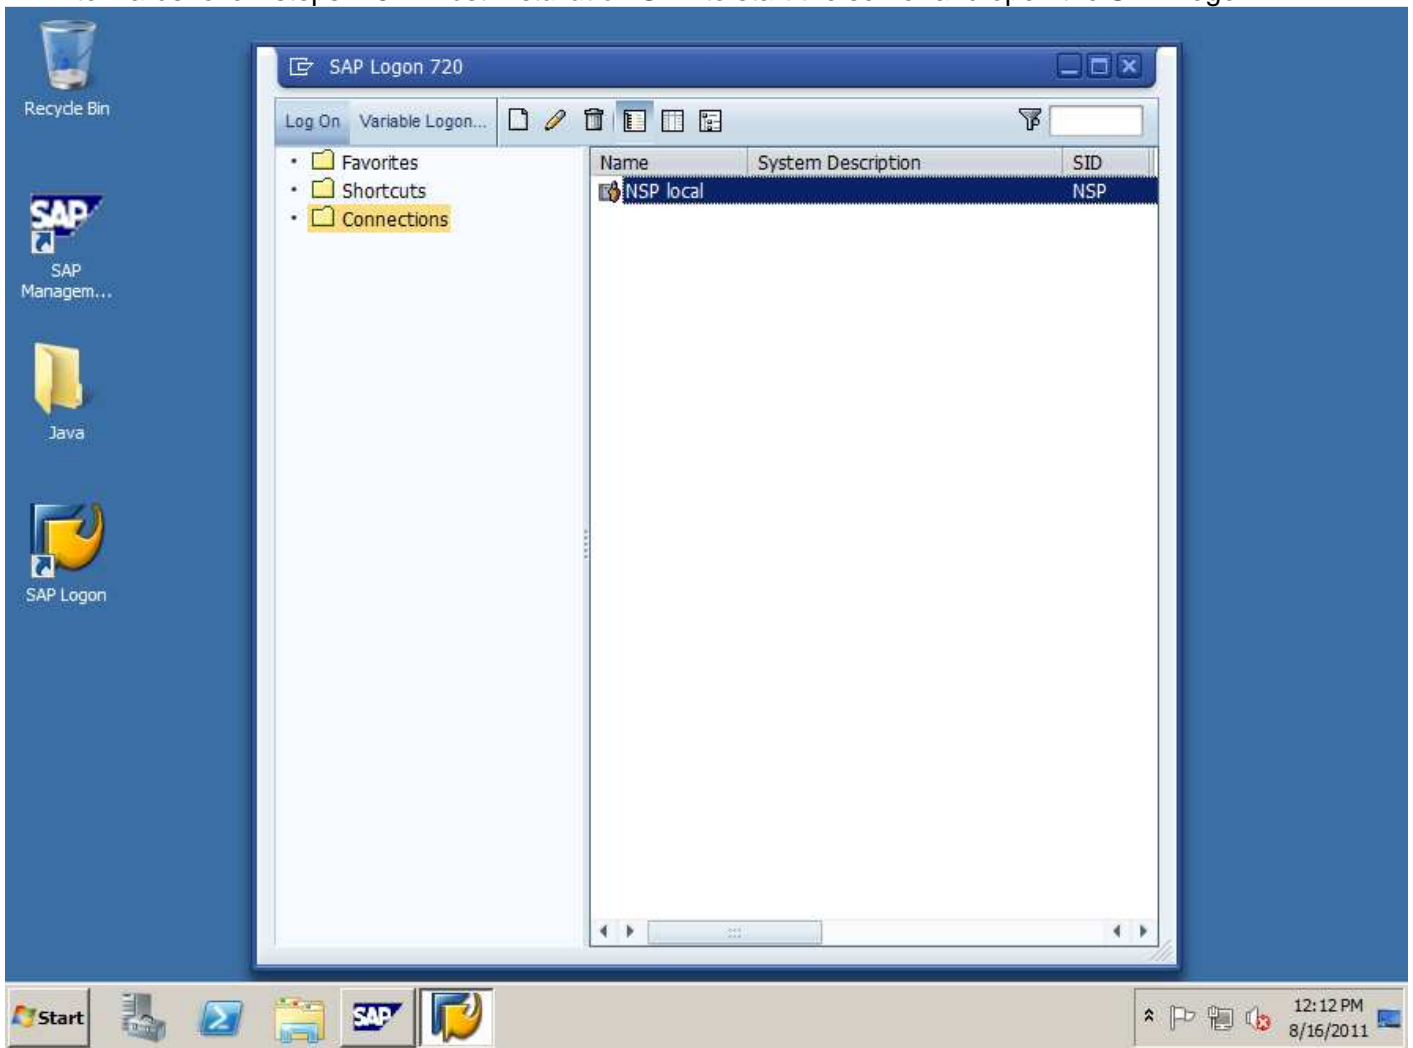 Recycle Bin
SAP Logon 720
Log On Variable Logon...
Favorites
Shortcuts
Connections
Name System Description SID
NSP local NSP
SAP
SAP
Managem...
Java
SAP Logon
Start
SAP
12:12 PM
8/16/2011